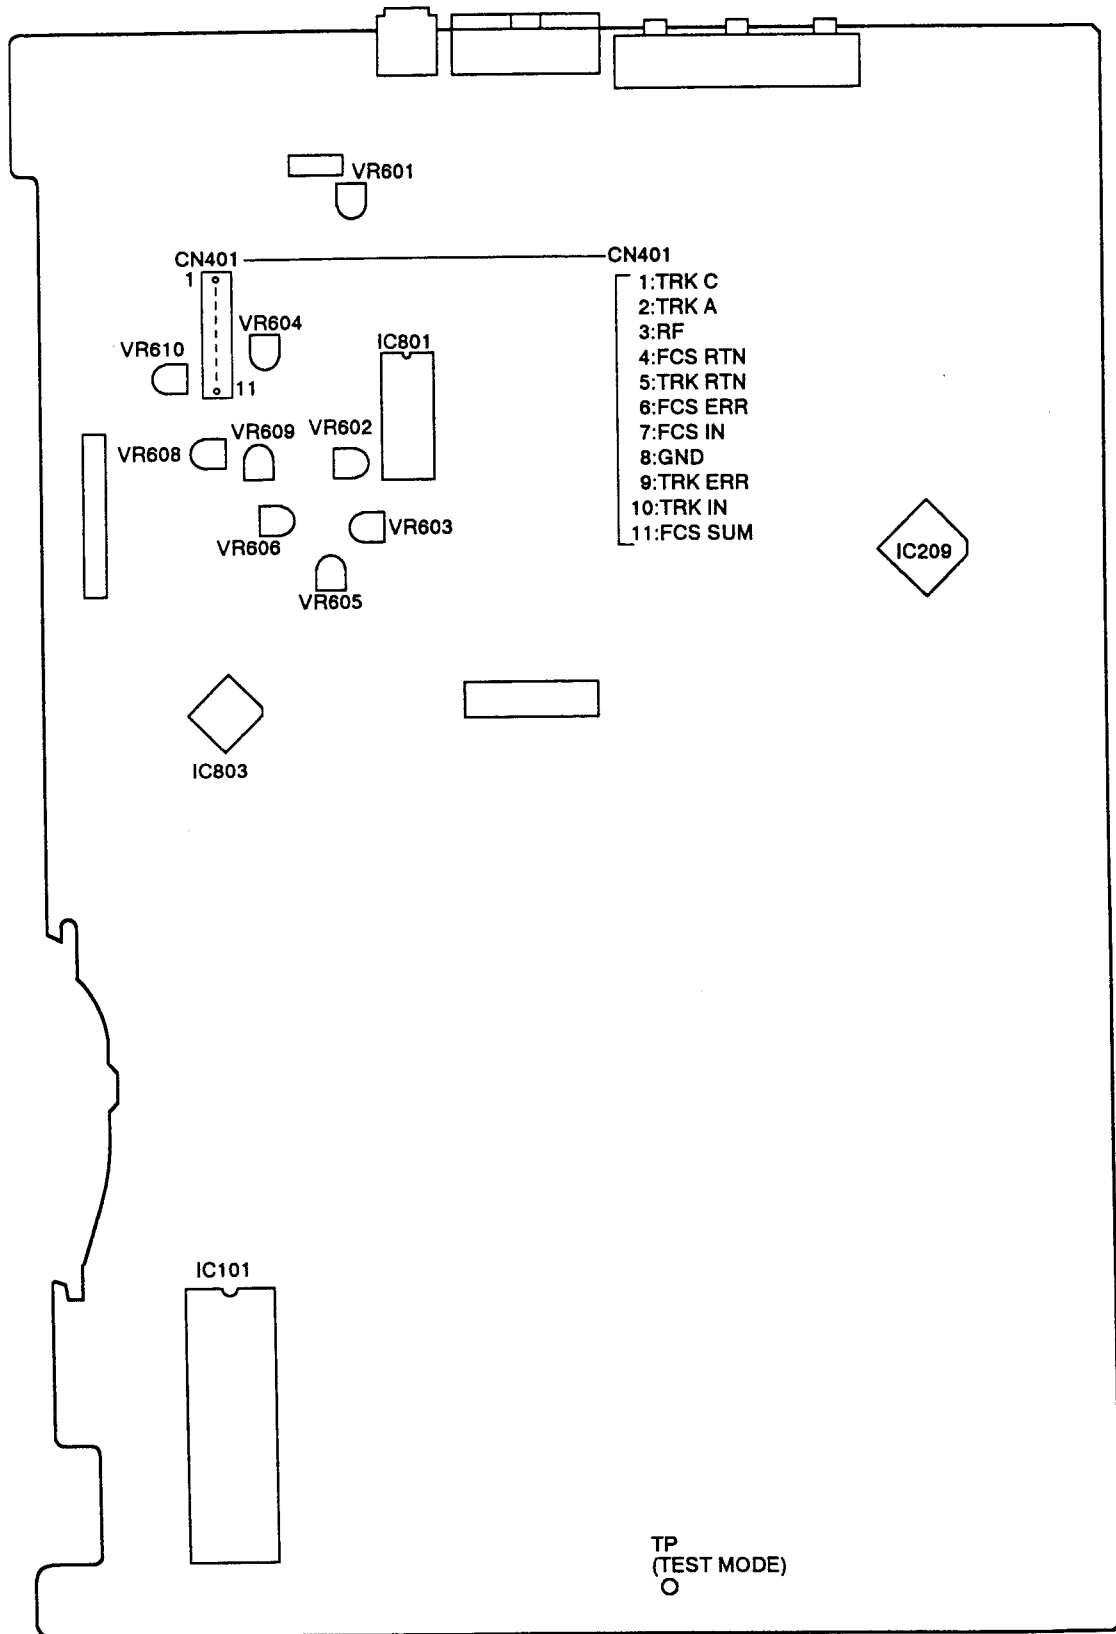 VR601
CN401
CN401
1
1:TRK C
2:TRK A
3:RF
4:FCS RTN
5:TRK RTN
6:FCS ERR
7:FCS IN
8:GND
9:TRK ERR
10:TRK IN
11:FCS SUM
VR604
VR610
IC801
11
VR609
VR602
VR608
VR606
VR603
VR605
IC209
IC803
IC101
TP
(TEST MODE)